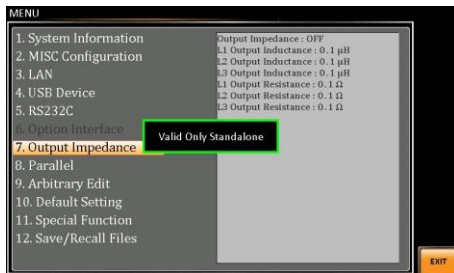 MENU
1. System Information
2. MISC Configuration
3. LAN
4. USB Device
5. RS232C
6. Option Interface
7. Output Impedance
8. Parallel
9. Arbitrary Edit
10. Default Setting
11. Special Function
12. Save/Recall Files
Output Impedance : OFF
L1 Output Inductance : 0.1 µH
L2 Output Inductance : 0.1 µH
L3 Output Inductance : 0.1 µH
L1 Output Resistance : 0.1 Ω
L2 Output Resistance : 0.1 Ω
L3 Output Resistance : 0.1 Ω
Valid Only Standalone
EXIT